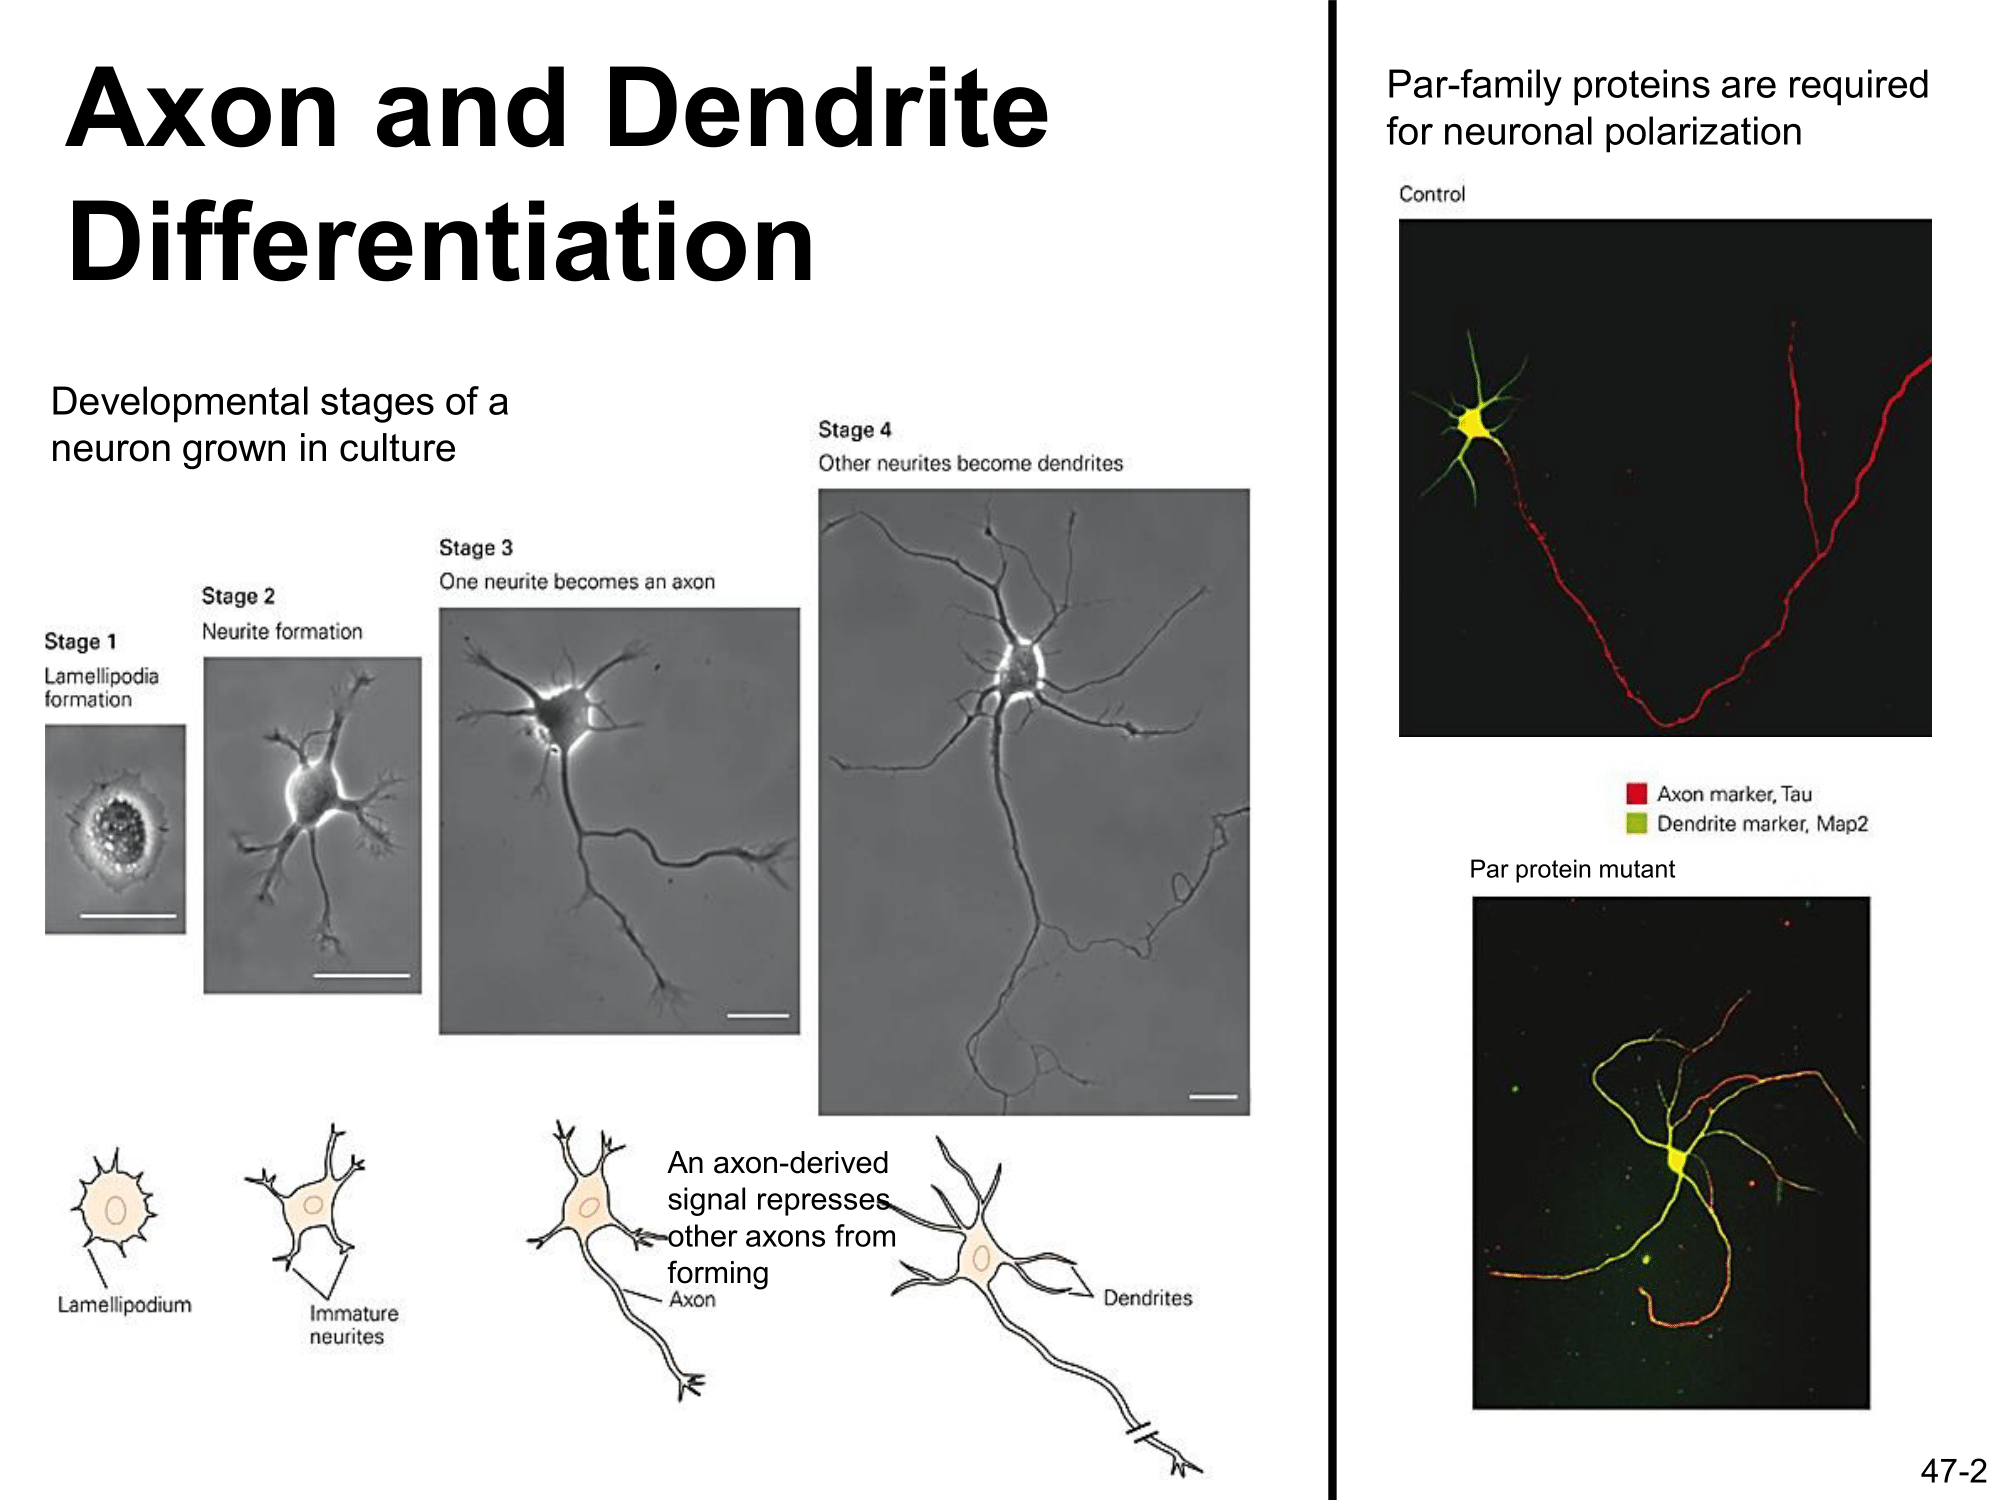 Axon and Dendrite
Differentiation
Developmental stages of a
neuron grown in culture
Stage 1
Lamellipodia
formation
Stage 2
Neurite formation
Stage 3
One neurite becomes an axon
Stage 4
Other neurites become dendrites
Lamellipodium
Immature
neurites
An axon-derived
signal represses
other axons from
forming
Axon
Dendrites
Par-family proteins are required
for neuronal polarization
Control
Axon marker, Tau
Dendrite marker, Map2
Par protein mutant
47-2